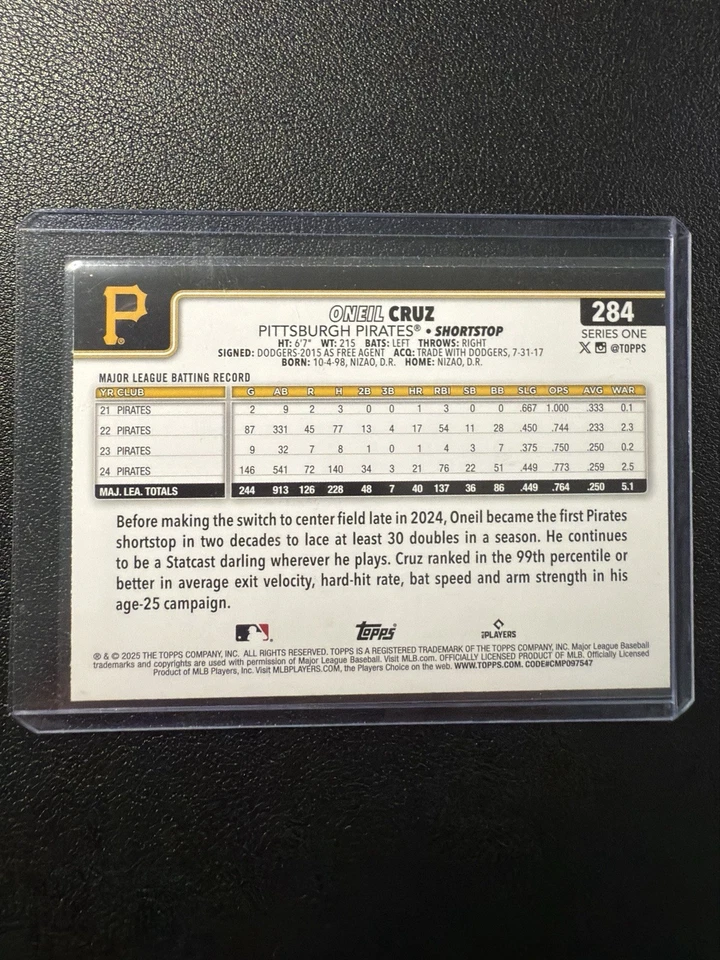 P®
ONEIL CRUZ
284
PITTSBURGH PIRATES® • SHORTSTOP
SERIES ONE
HT: 6'7" WT: 215 BATS: LEFT THROWS: RIGHT
X @TOPPS
SIGNED: DODGERS-2015 AS FREE AGENT ACQ: TRADE WITH DODGERS, 7-31-17
BORN: 10-4-98, NIZAO, D.R. HOME: NIZAO, D.R.
MAJOR LEAGUE BATTING RECORD
YR CLUB G AB R H 2B 3B HR RBI SB BB SLG OPS AVG WAR
21 PIRATES 2 9 2 3 0 0 1 3 0 0 .667 1.000 .333 0.1
22 PIRATES 87 331 45 77 13 4 17 54 11 28 .450 .744 .233 2.3
23 PIRATES 9 32 7 8 1 0 1 4 3 7 .375 .750 .250 0.2
24 PIRATES 146 541 72 140 34 3 21 76 22 51 .449 .773 .259 2.5
MAJ. LEA. TOTALS 244 913 126 228 48 7 40 137 36 86 .449 .764 .250 5.1
Before making the switch to center field late in 2024, Oneil became the first Pirates
shortstop in two decades to lace at least 30 doubles in a season. He continues
to be a Statcast darling wherever he plays. Cruz ranked in the 99th percentile or
better in average exit velocity, hard-hit rate, bat speed and arm strength in his
age-25 campaign.
Topps
PLAYERS
® & © 2025 THE TOPPS COMPANY, INC. ALL RIGHTS RESERVED. TOPPS IS A REGISTERED TRADEMARK OF THE TOPPS COMPANY, INC. Major League Baseball
trademarks and copyrights are used with permission of Major League Baseball. Visit MLB.com. OFFICIALLY LICENSED PRODUCT OF MLB. Officially Licensed
Product of MLB Players, Inc. Visit MLBPLAYERS.COM, the Players Choice on the web. WWW.TOPPS.COM. CODE#CMP097547